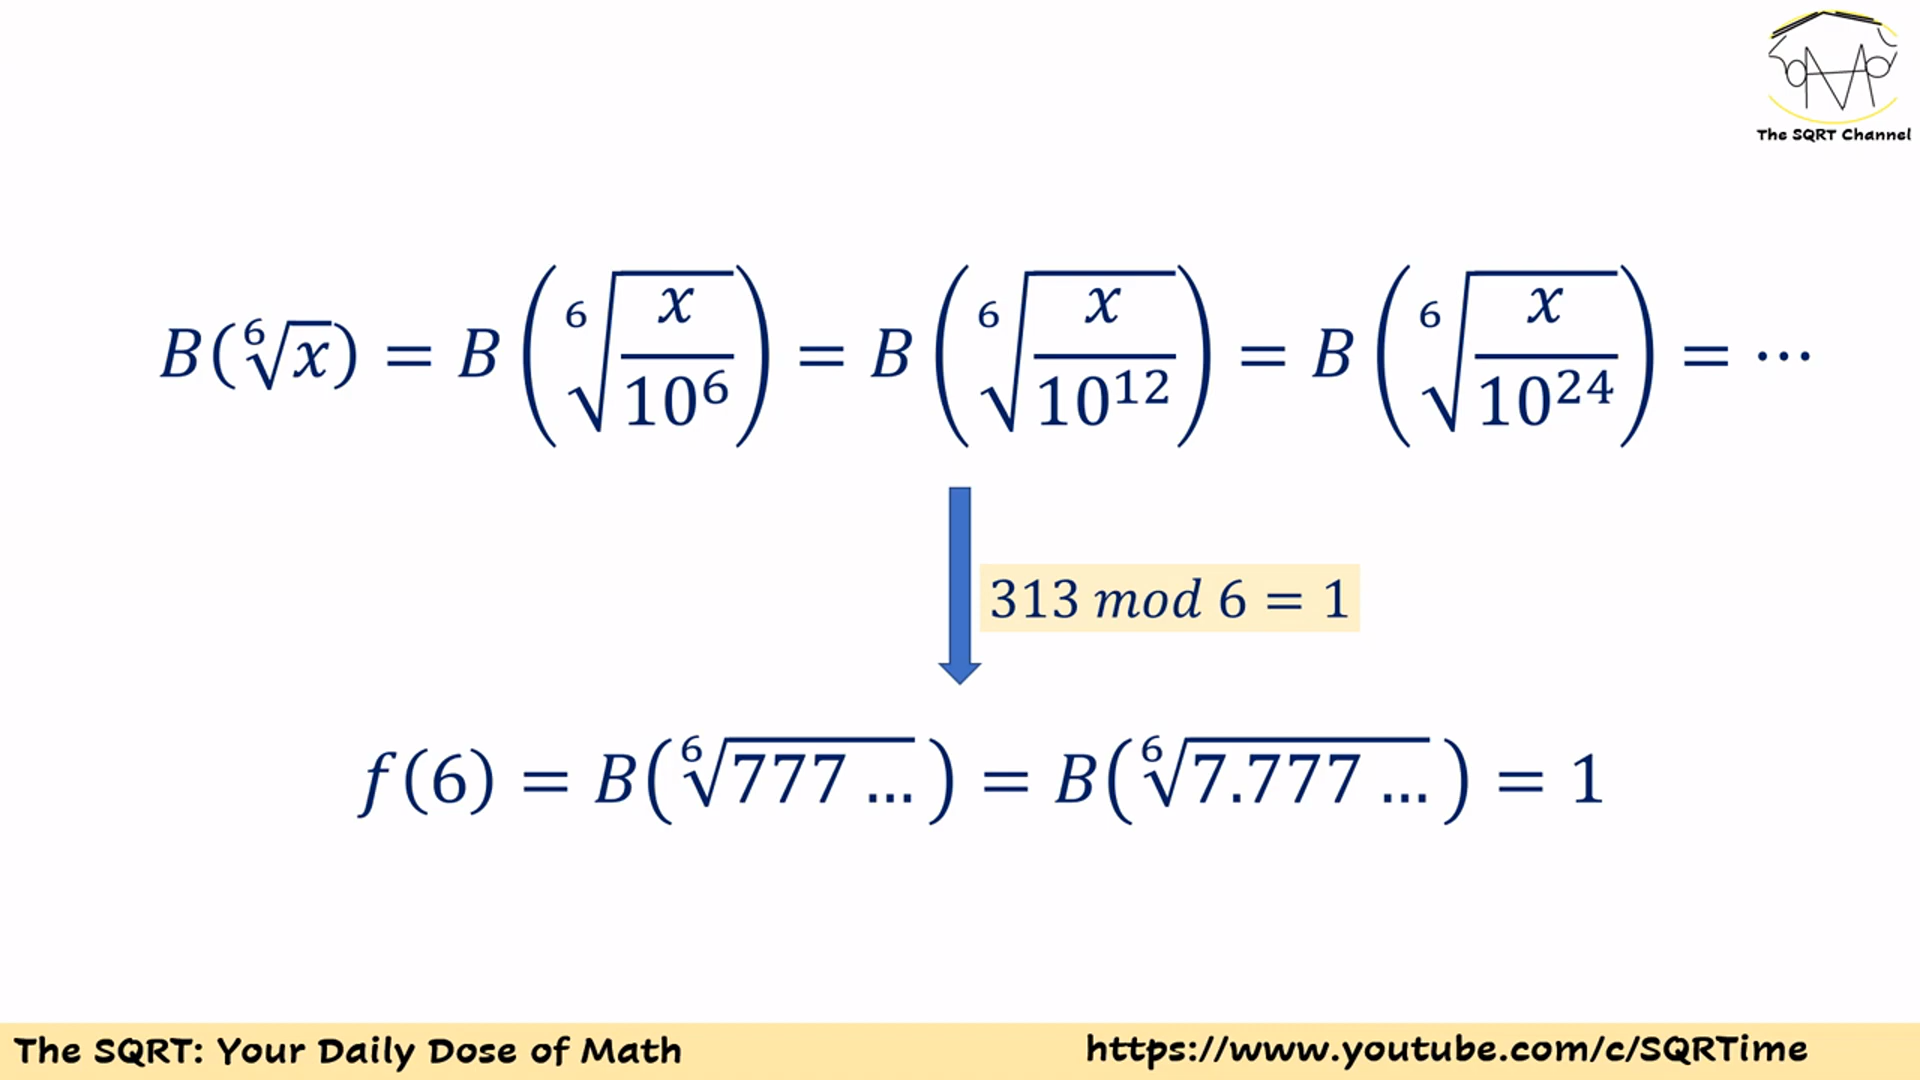 The SQRT Channel
B(⁶√x) = B(⁶√(x/10⁶)) = B(⁶√(x/10¹²)) = B(⁶√(x/10²⁴)) = ⋯
313 mod 6 = 1
f(6) = B(⁶√777 …) = B(⁶√7.777 …) = 1
The SQRT: Your Daily Dose of Math
https://www.youtube.com/c/SQRTime